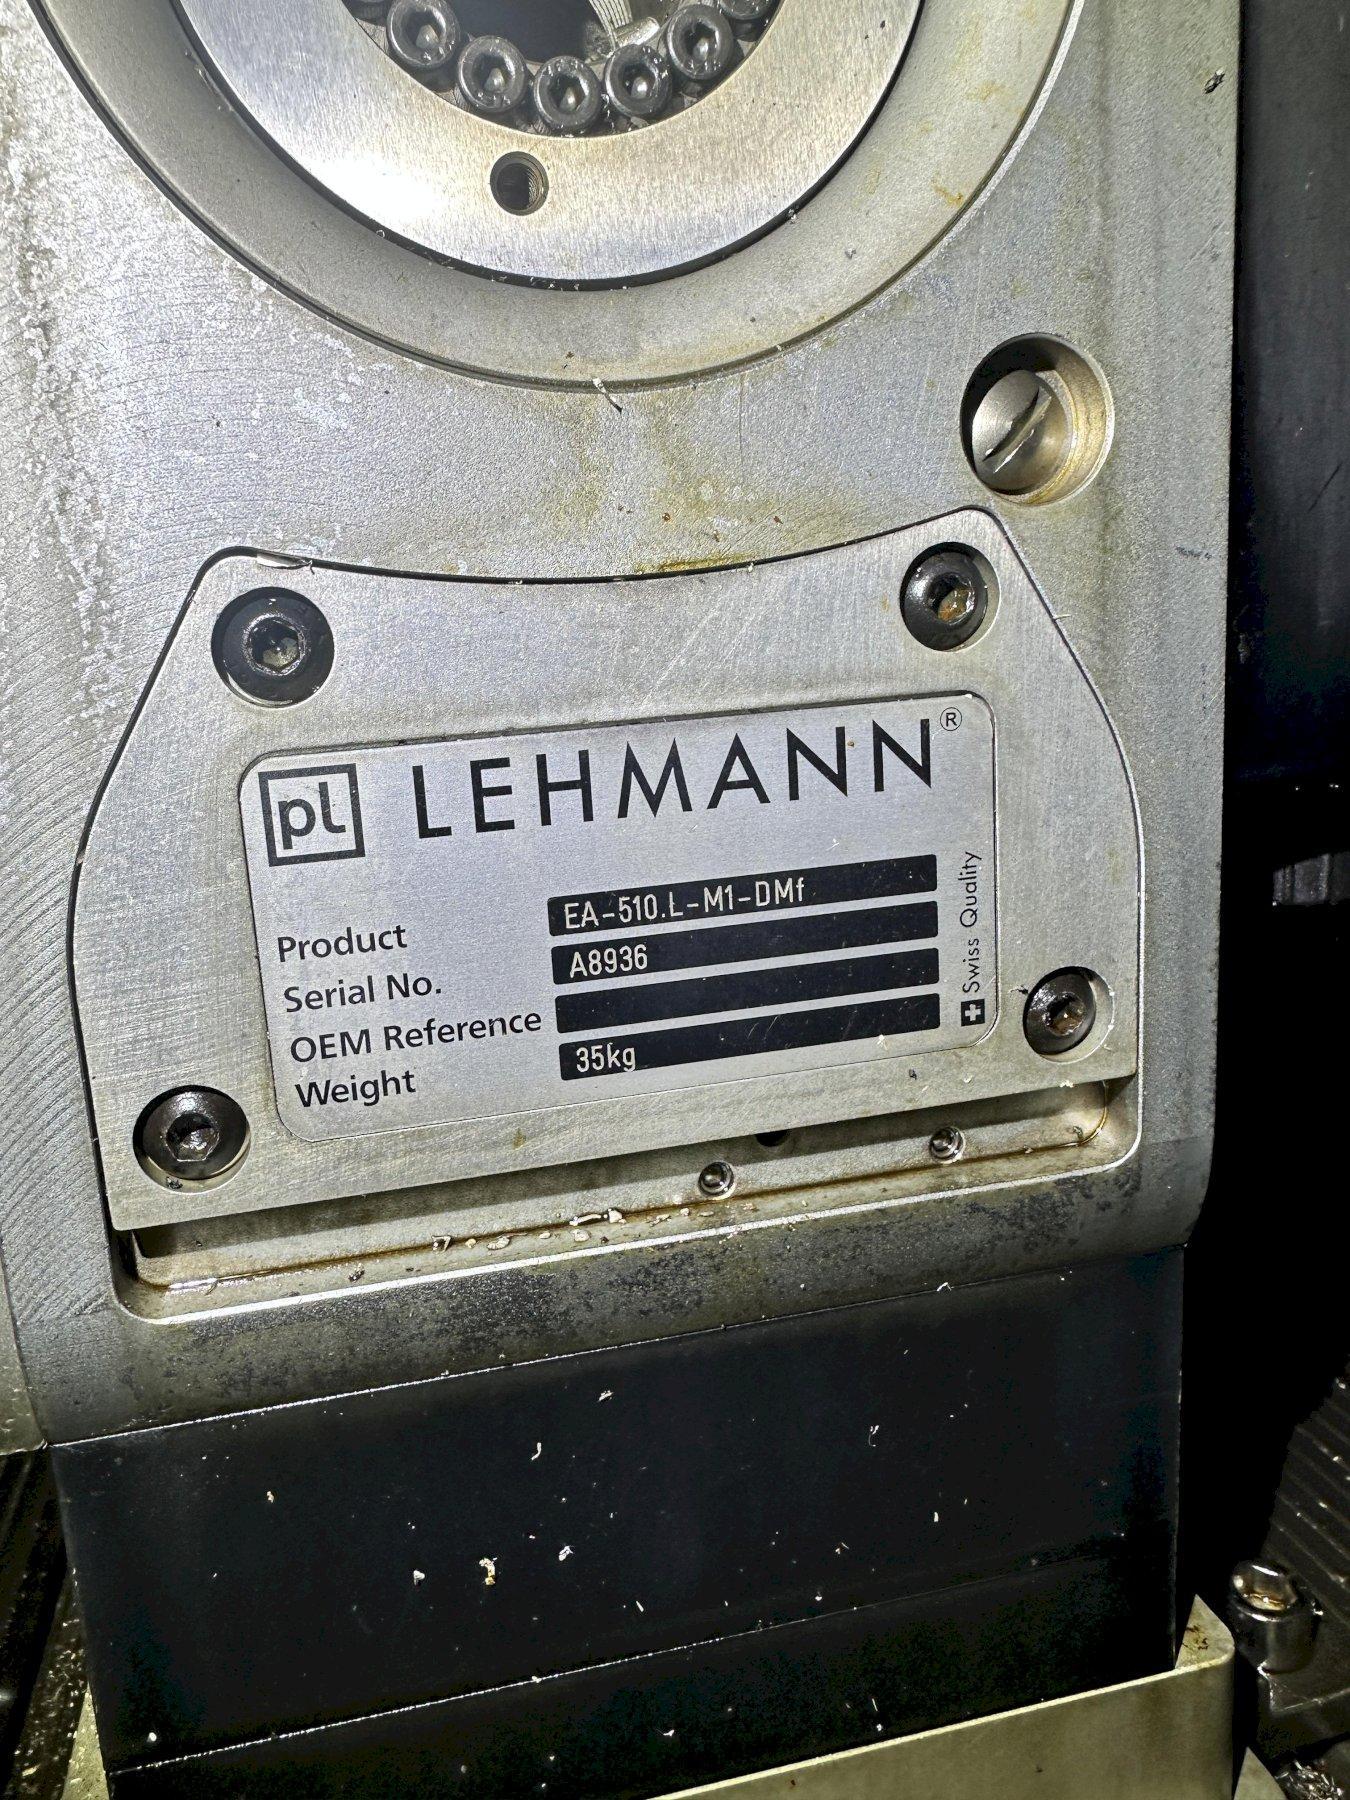 pL LEHMANN®
Product EA-510.L-M1-DMf
Serial No. A8936
OEM Reference
Weight 35kg
Swiss Quality